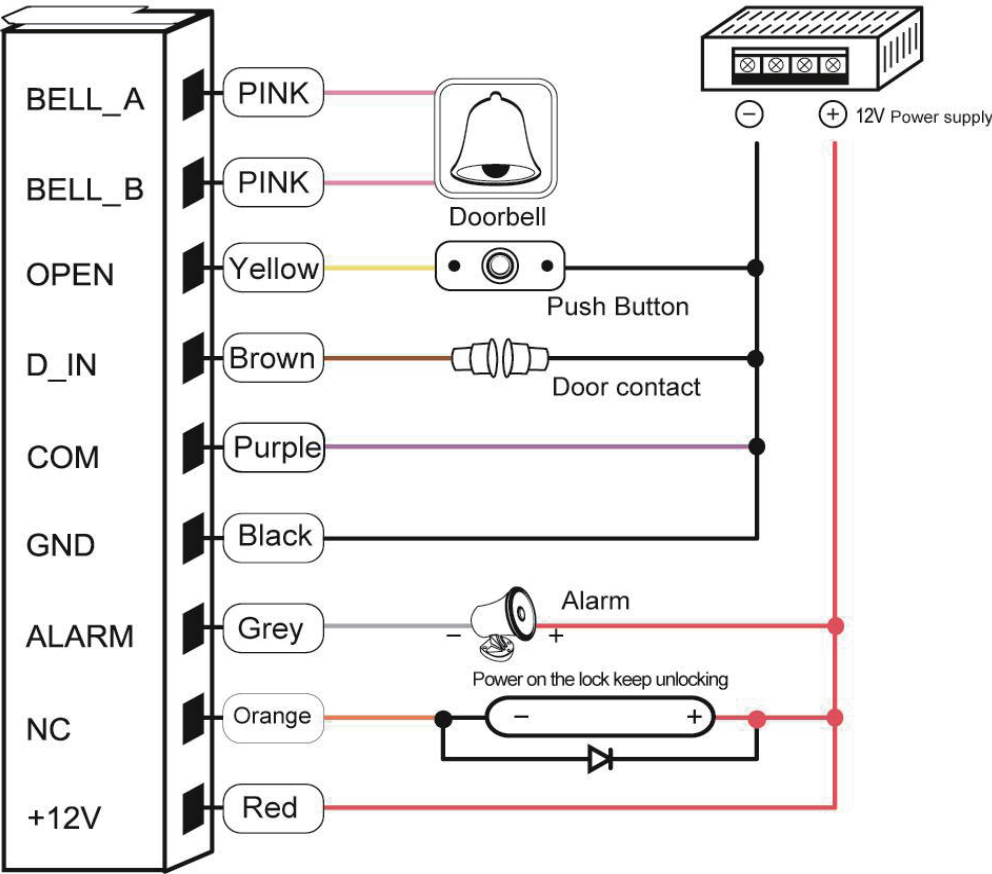 BELL_A
PINK
BELL_B
PINK
Doorbell
− + 12V Power supply
OPEN
Yellow
Push Button
D_IN
Brown
Door contact
COM
Purple
GND
Black
ALARM
Grey
Alarm
− +
Power on the lock keep unlocking
NC
Orange
− +
+12V
Red